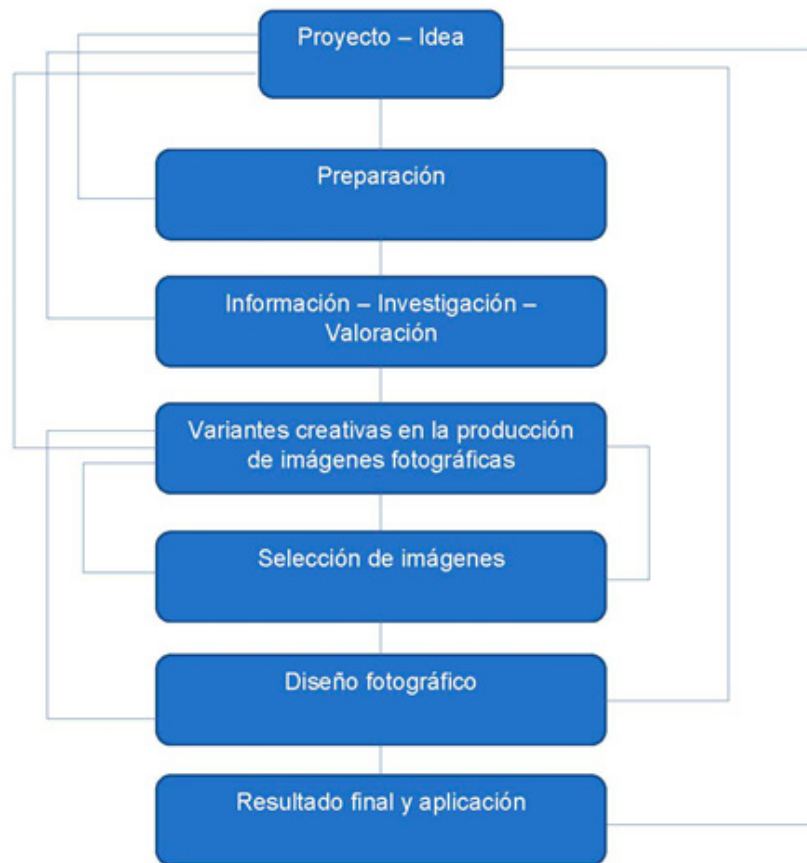 Proyecto – Idea
Preparación
Información – Investigación –
Valoración
Variantes creativas en la producción
de imágenes fotográficas
Selección de imágenes
Diseño fotográfico
Resultado final y aplicación